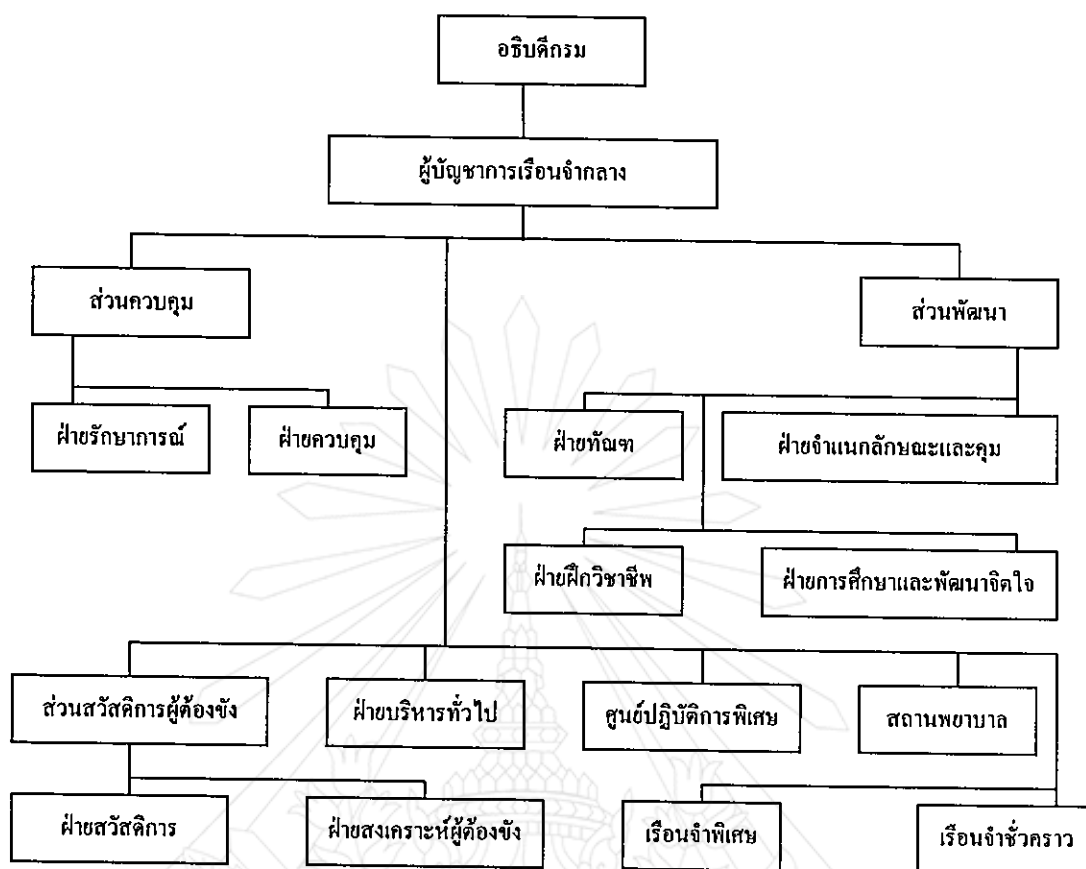 อธิบดีกรม
ผู้บัญชาการเรือนจำกลาง
ส่วนควบคุม
ส่วนพัฒนา
ฝ่ายรักษาการณ์
ฝ่ายควบคุม
ฝ่ายทัณฑ
ฝ่ายจำแนกลักษณะและคุม
ฝ่ายฝึกวิชาชีพ
ฝ่ายการศึกษาและพัฒนาจิตใจ
ส่วนสวัสดิการผู้ต้องขัง
ฝ่ายบริหารทั่วไป
ศูนย์ปฏิบัติการพิเศษ
สถานพยาบาล
ฝ่ายสวัสดิการ
ฝ่ายสงเคราะห์ผู้ต้องขัง
เรือนจำพิเศษ
เรือนจำชั่วคราว